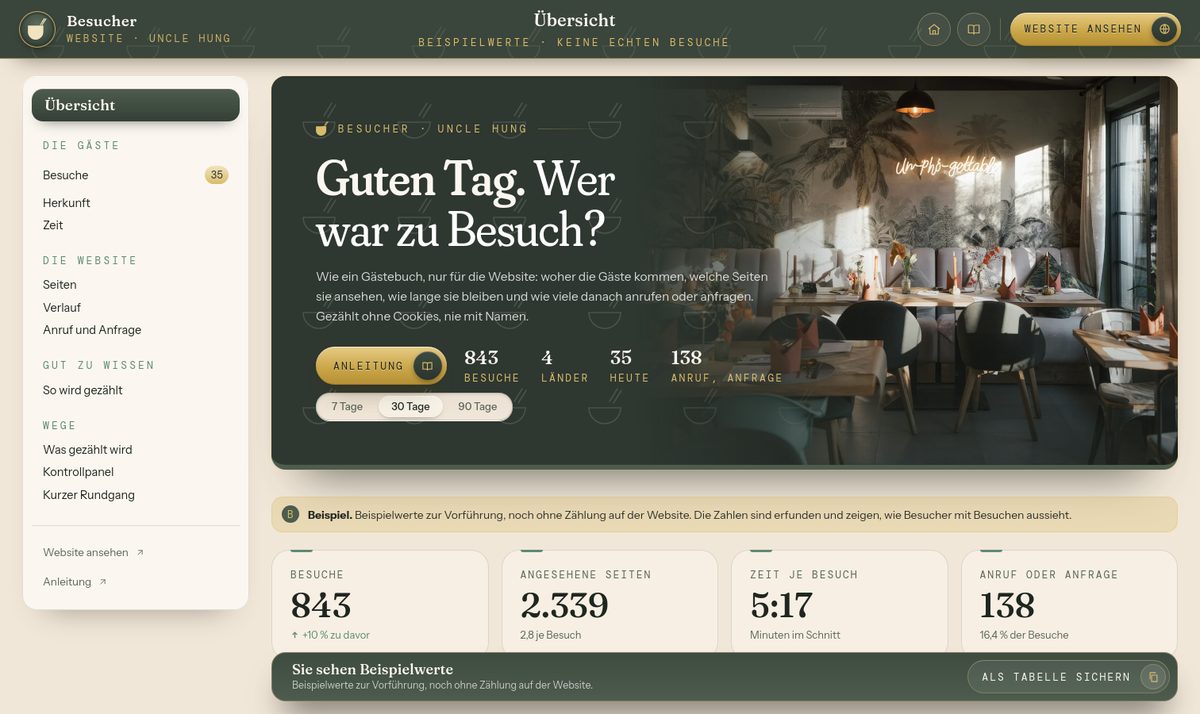 Besucher
WEBSITE · UNCLE HUNG
Übersicht
BEISPIELWERTE · KEINE ECHTEN BESUCHE
WEBSITE ANSEHEN
Übersicht
DIE GÄSTE
Besuche 35
Herkunft
Zeit
DIE WEBSITE
Seiten
Verlauf
Anruf und Anfrage
GUT ZU WISSEN
So wird gezählt
WEGE
Was gezählt wird
Kontrollpanel
Kurzer Rundgang
Website ansehen ↗
Anleitung ↗
BESUCHER · UNCLE HUNG
Guten Tag. Wer
war zu Besuch?
Wie ein Gästebuch, nur für die Website: woher die Gäste kommen, welche Seiten
sie ansehen, wie lange sie bleiben und wie viele danach anrufen oder anfragen.
Gezählt ohne Cookies, nie mit Namen.
ANLEITUNG
843 4 35 138
BESUCHE LÄNDER HEUTE ANRUF, ANFRAGE
7 Tage 30 Tage 90 Tage
Um-Phở-gettable
B Beispiel. Beispielwerte zur Vorführung, noch ohne Zählung auf der Website. Die Zahlen sind erfunden und zeigen, wie Besucher mit Besuchen aussieht.
BESUCHE
843
↑ +10 % zu davor
ANGESEHENE SEITEN
2.339
2,8 je Besuch
ZEIT JE BESUCH
5:17
Minuten im Schnitt
ANRUF ODER ANFRAGE
138
16,4 % der Besuche
Sie sehen Beispielwerte
Beispielwerte zur Vorführung, noch ohne Zählung auf der Website.
ALS TABELLE SICHERN